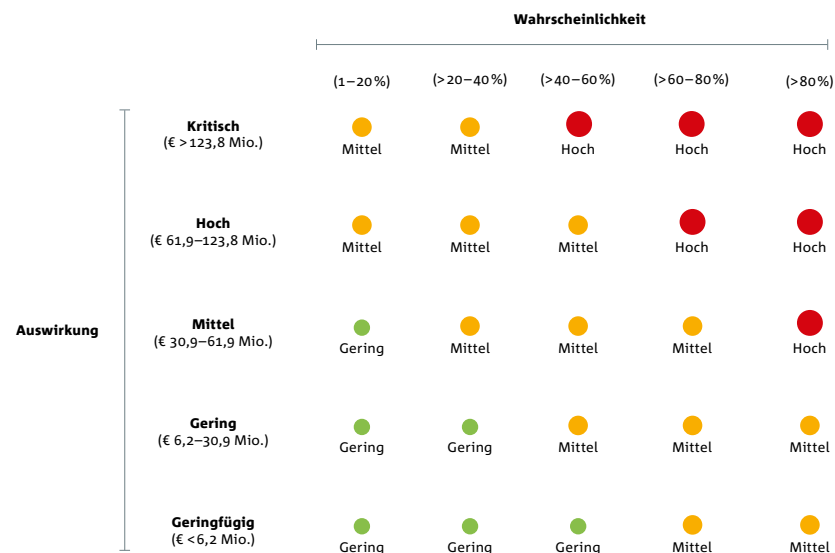 Wahrscheinlichkeit
(1–20%) (>20–40%) (>40–60%) (>60–80%) (>80%)
Kritisch
(€ >123,8 Mio.)
Mittel Mittel Hoch Hoch Hoch
Hoch
(€ 61,9–123,8 Mio.)
Mittel Mittel Mittel Hoch Hoch
Auswirkung
Mittel
(€ 30,9–61,9 Mio.)
Gering Mittel Mittel Mittel Hoch
Gering
(€ 6,2–30,9 Mio.)
Gering Gering Mittel Mittel Mittel
Geringfügig
(€ <6,2 Mio.)
Gering Gering Gering Mittel Mittel